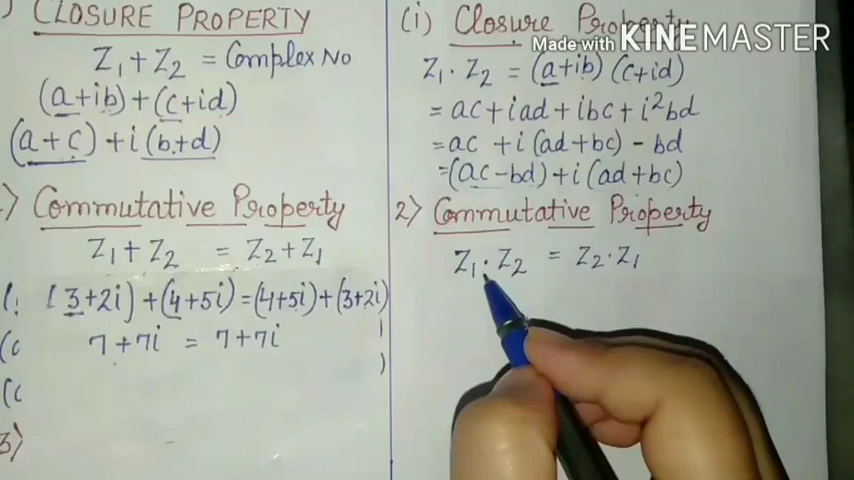 ) CLOSURE PROPERTY
Z₁ + Z₂ = Complex No
(a+ib)+(c+id)
(a+c)+i(b+d)
.) Commutative Property
Z₁ + Z₂ = Z₂ + Z₁
(3+2i)+(4+5i)=(4+5i)+(3+2i)
7+7i = 7+7i
3)
(i) Closure Property
Made with KINEMASTER
Z₁ . Z₂ = (a+ib) (c+id)
= ac + iad + ibc + i²bd
= ac + i(ad+bc) - bd
=(ac-bd)+i(ad+bc)
2) Commutative Property
Z₁ . Z₂ = Z₂ . Z₁